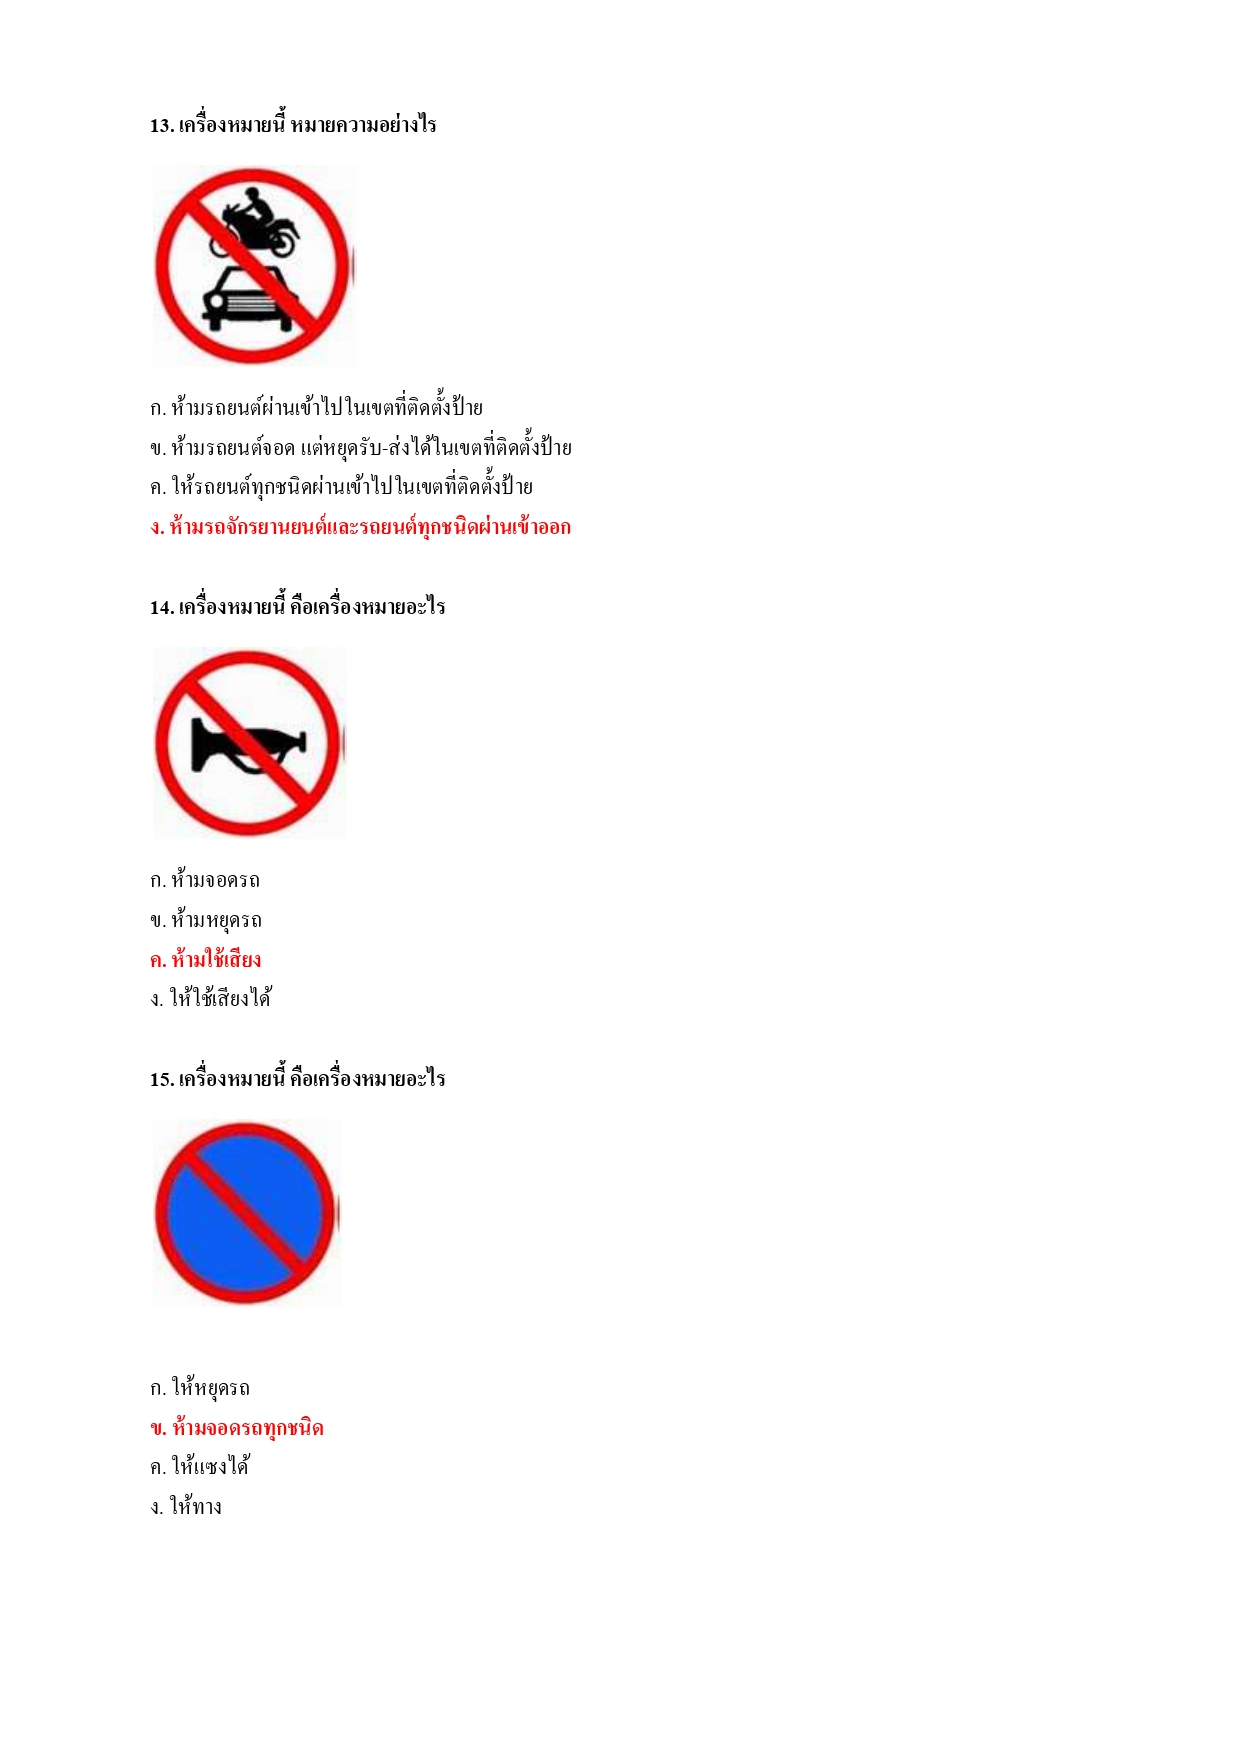 13. เครื่องหมายนี้ หมายความอย่างไร
ก. ห้ามรถยนต์ผ่านเข้าไปในเขตที่ติดตั้งป้าย
ข. ห้ามรถยนต์จอด แต่หยุดรับ-ส่งได้ในเขตที่ติดตั้งป้าย
ค. ให้รถยนต์ทุกชนิดผ่านเข้าไปในเขตที่ติดตั้งป้าย
ง. ห้ามรถจักรยานยนต์และรถยนต์ทุกชนิดผ่านเข้าออก
14. เครื่องหมายนี้ คือเครื่องหมายอะไร
ก. ห้ามจอดรถ
ข. ห้ามหยุดรถ
ค. ห้ามใช้เสียง
ง. ให้ใช้เสียงได้
15. เครื่องหมายนี้ คือเครื่องหมายอะไร
ก. ให้หยุดรถ
ข. ห้ามจอดรถทุกชนิด
ค. ให้แซงได้
ง. ให้ทาง